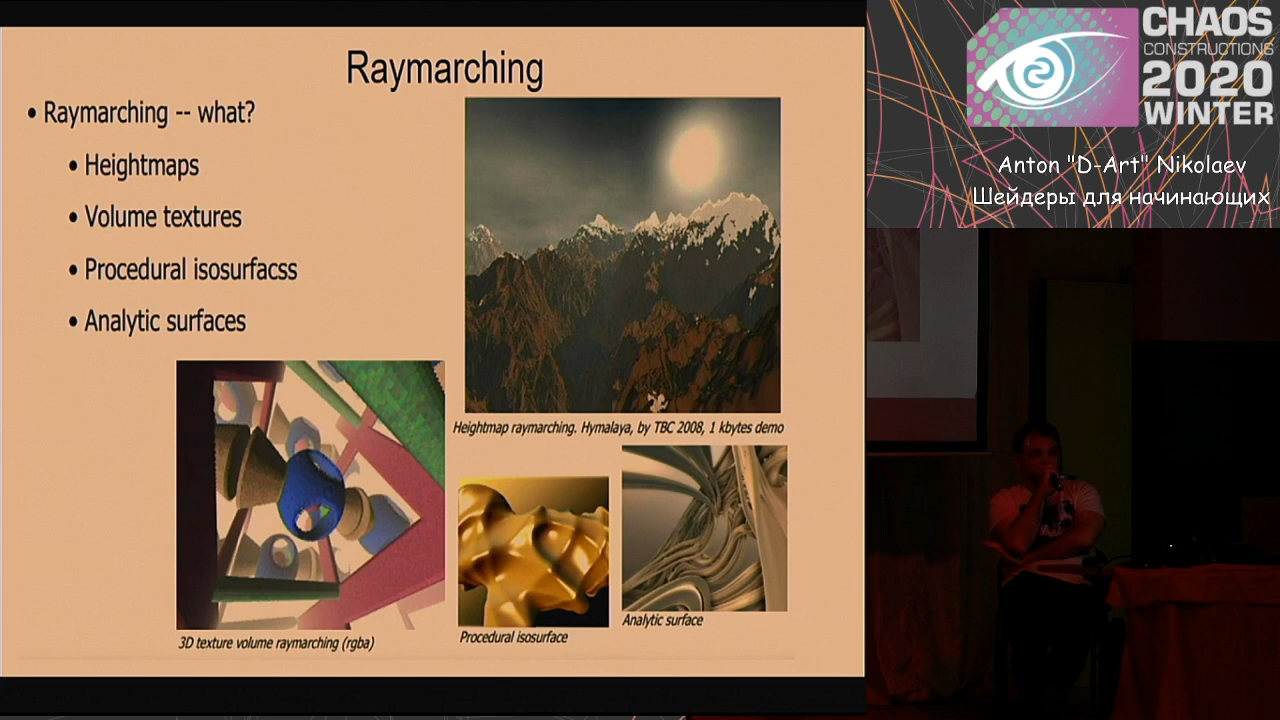 Raymarching
• Raymarching -- what?
• Heightmaps
• Volume textures
• Procedural isosurfacss
• Analytic surfaces
Heightmap raymarching. Hymalaya, by TBC 2008, 1 kbytes demo
3D texture volume raymarching (rgba)
Procedural isosurface
Analytic surface
CHAOS
CONSTRUCTIONS
2020
WINTER
Anton "D-Art" Nikolaev
Шейдеры для начинающих